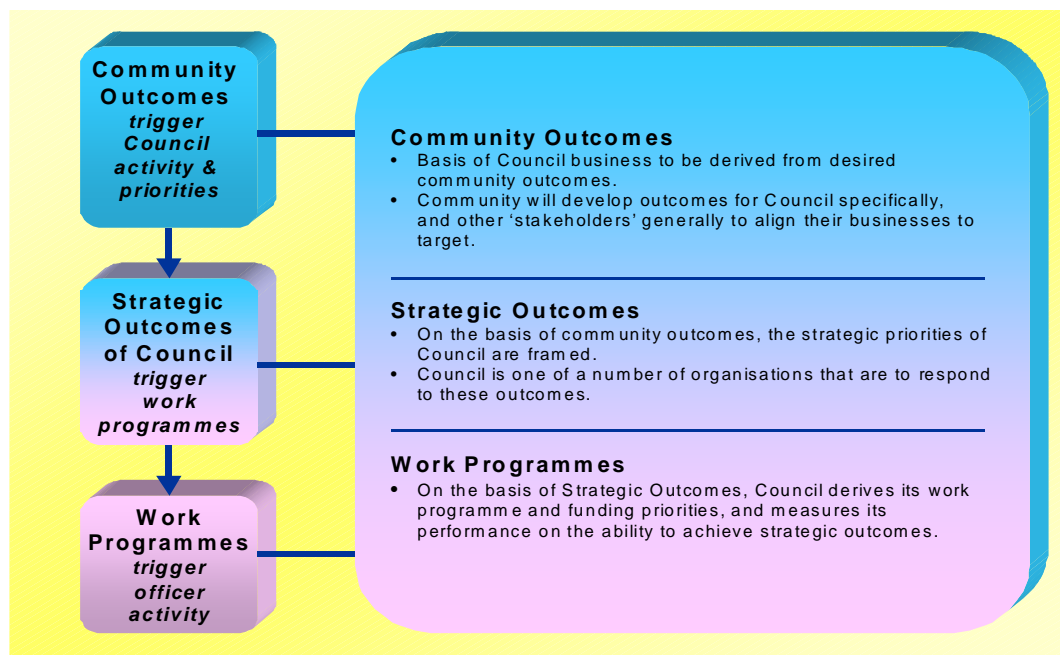 Community
Outcomes
trigger
Council
activity &
priorities
Strategic
Outcomes
of Council
trigger
work
programmes
Work
Programmes
trigger
officer
activity
Community Outcomes
• Basis of Council business to be derived from desired
community outcomes.
• Community will develop outcomes for Council specifically,
and other ‘stakeholders’ generally to align their businesses to
target.
Strategic Outcomes
• On the basis of community outcomes, the strategic priorities of
Council are framed.
• Council is one of a number of organisations that are to respond
to these outcomes.
Work Programmes
• On the basis of Strategic Outcomes, Council derives its work
programme and funding priorities, and measures its
performance on the ability to achieve strategic outcomes.